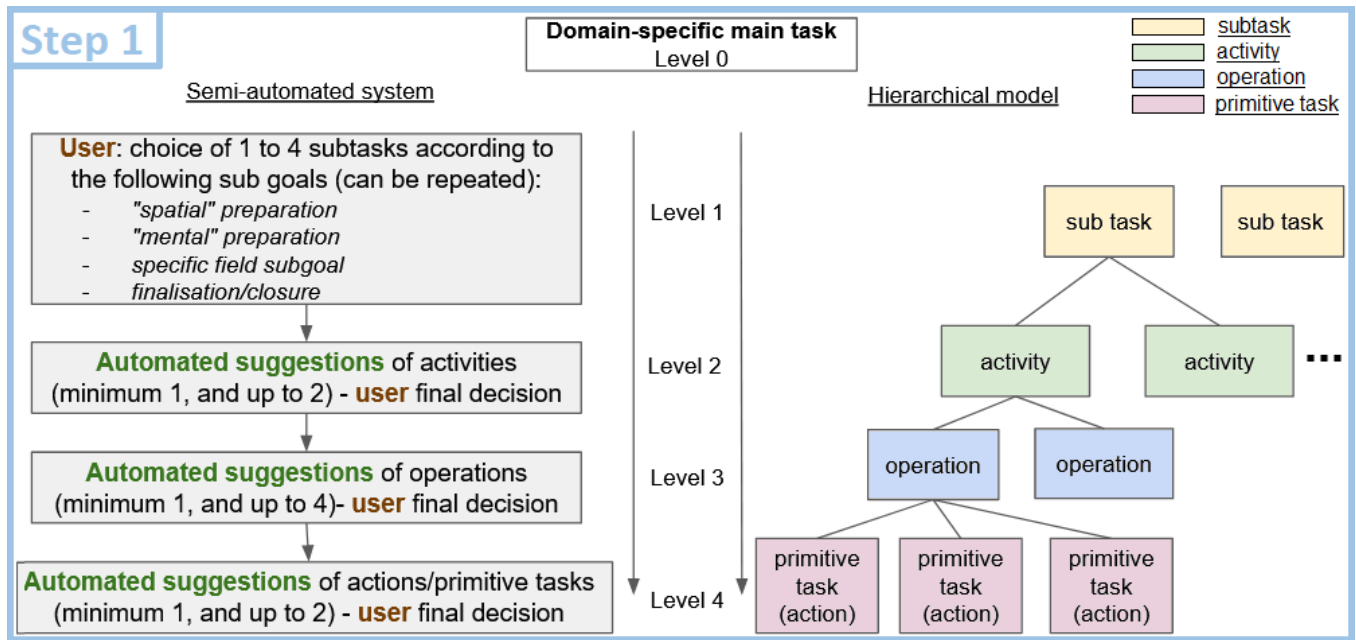 Step 1
Domain-specific main task
Level 0
subtask
activity
operation
primitive task
Semi-automated system
Hierarchical model
User: choice of 1 to 4 subtasks according to
the following sub goals (can be repeated):
- "spatial" preparation
- "mental" preparation
- specific field subgoal
- finalisation/closure
Level 1
sub task
sub task
Automated suggestions of activities
(minimum 1, and up to 2) - user final decision
Level 2
activity
activity
...
Automated suggestions of operations
(minimum 1, and up to 4)- user final decision
Level 3
operation
operation
Automated suggestions of actions/primitive tasks
(minimum 1, and up to 2) - user final decision
Level 4
primitive
task
(action)
primitive
task
(action)
primitive
task
(action)